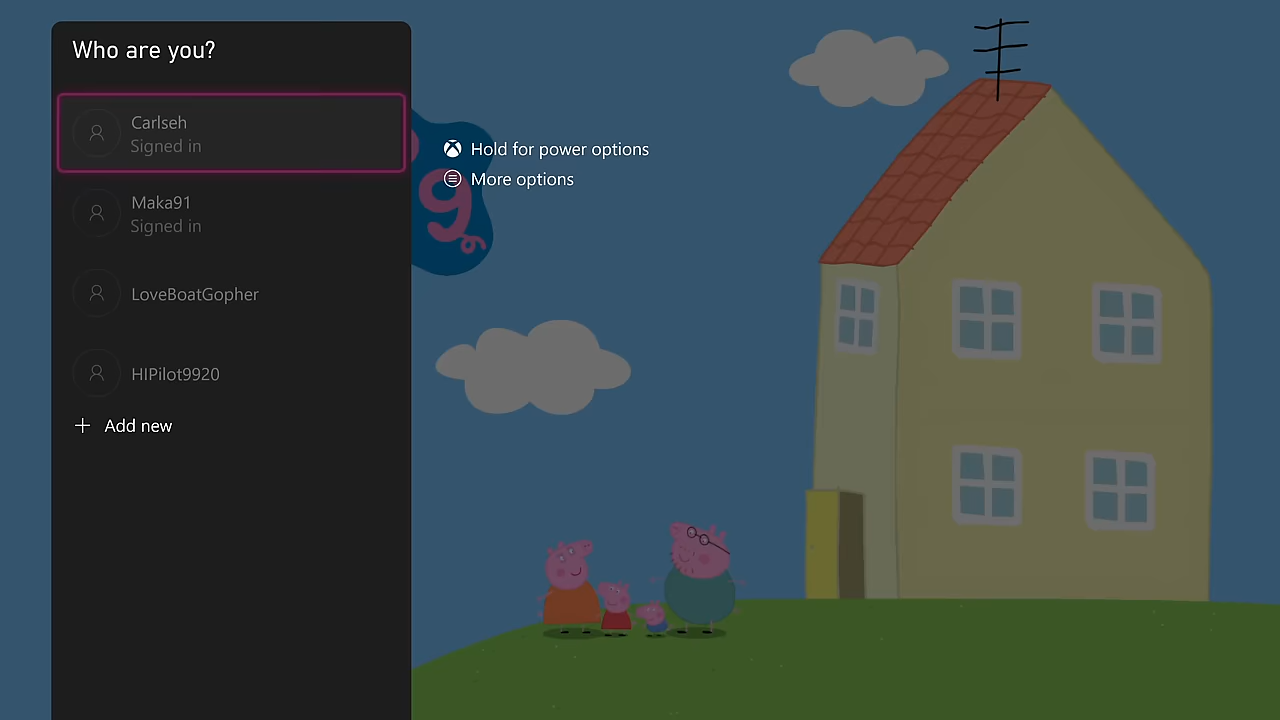 Who are you?
Carlseh
Signed in
Maka91
Signed in
LoveBoatGopher
HIPilot9920
Add new
Hold for power options
More options
9